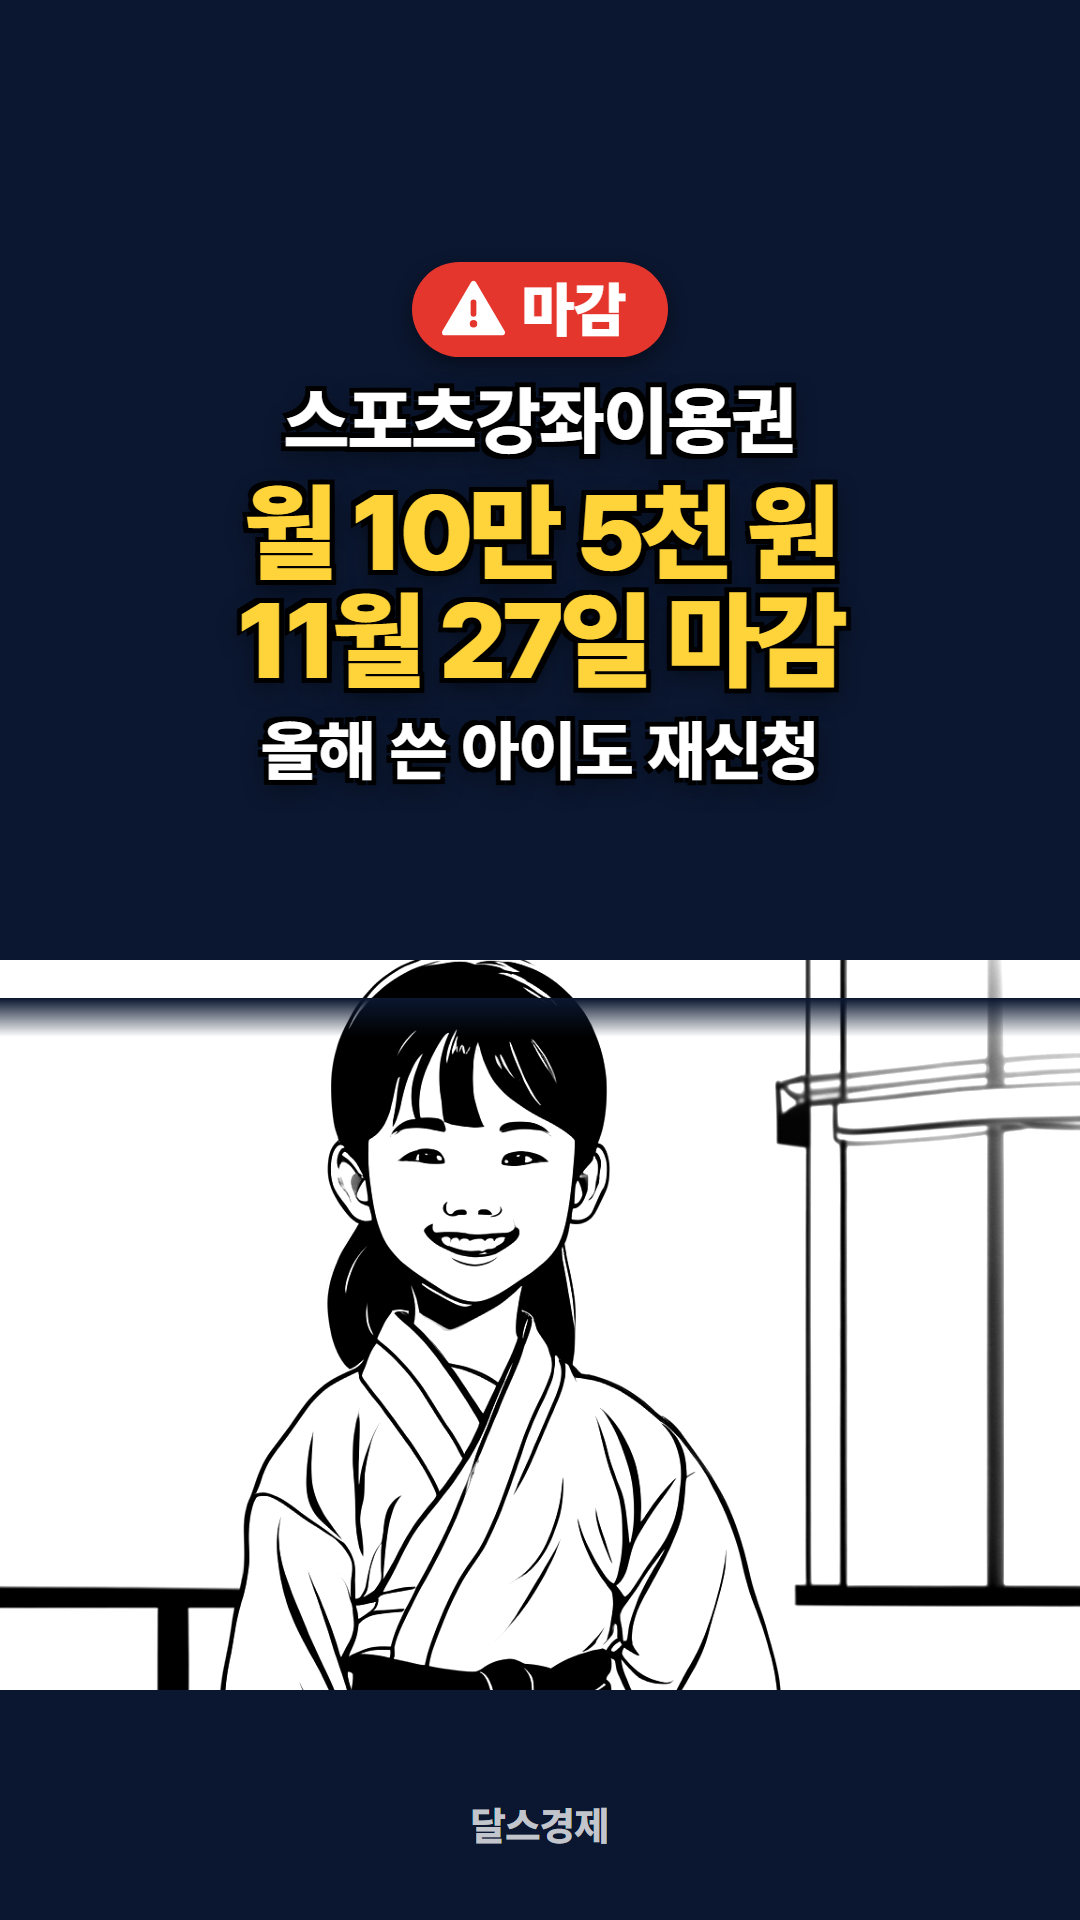 마감
스포츠강좌이용권
월 10만 5천 원
11월 27일 마감
올해 쓴 아이도 재신청
달스경제